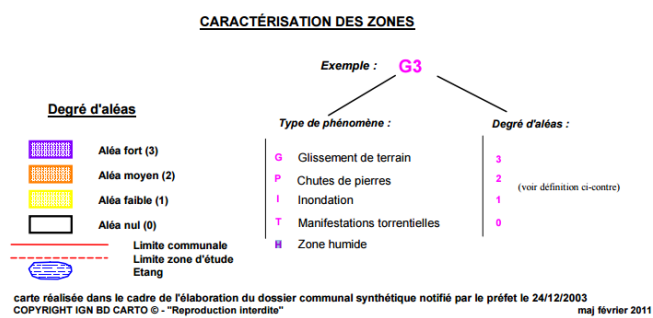 CARACTÉRISATION DES ZONES
Exemple : G3
Degré d'aléas
Aléa fort (3)
Aléa moyen (2)
Aléa faible (1)
Aléa nul (0)
Limite communale
Limite zone d'étude
Etang
Type de phénomène :
G Glissement de terrain
P Chutes de pierres
I Inondation
T Manifestations torrentielles
H Zone humide
Degré d'aléas :
3
2
1
0
(voir définition ci-contre)
carte réalisée dans le cadre de l'élaboration du dossier communal synthétique notifié par le préfet le 24/12/2003
COPYRIGHT IGN BD CARTO © - "Reproduction interdite"
maj février 2011